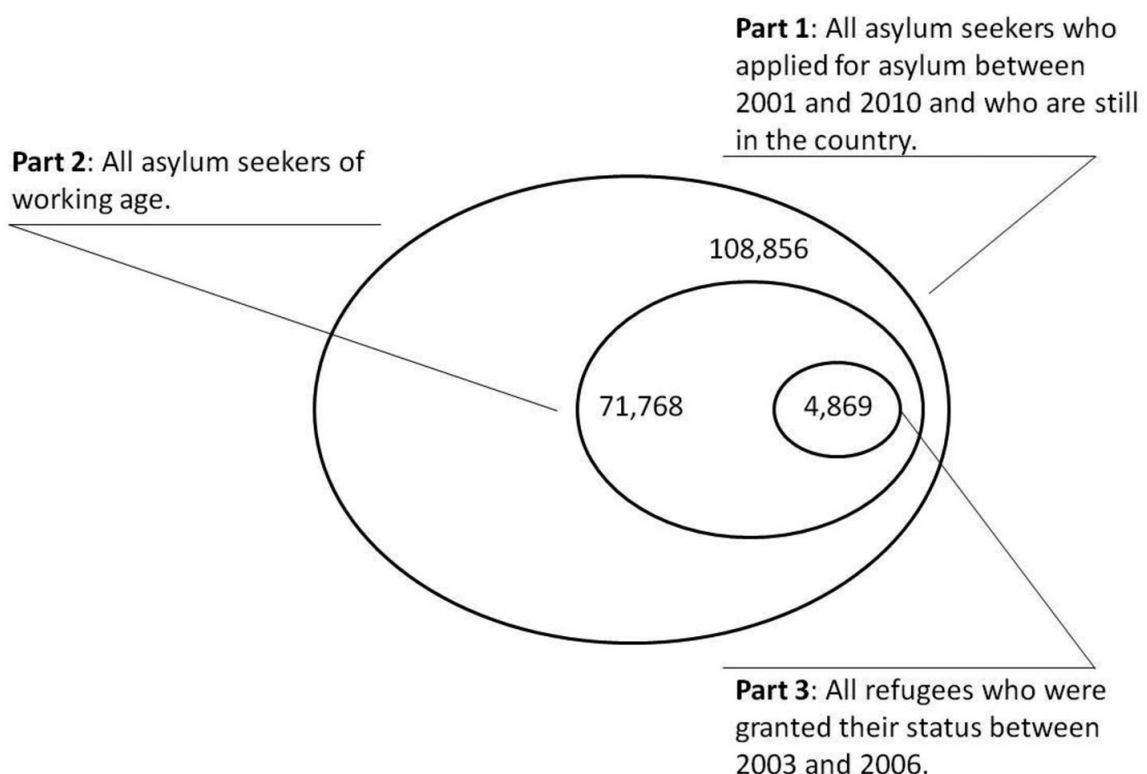 Part 1: All asylum seekers who
applied for asylum between
2001 and 2010 and who are still
in the country.
Part 2: All asylum seekers of
working age.
108,856
71,768
4,869
Part 3: All refugees who were
granted their status between
2003 and 2006.